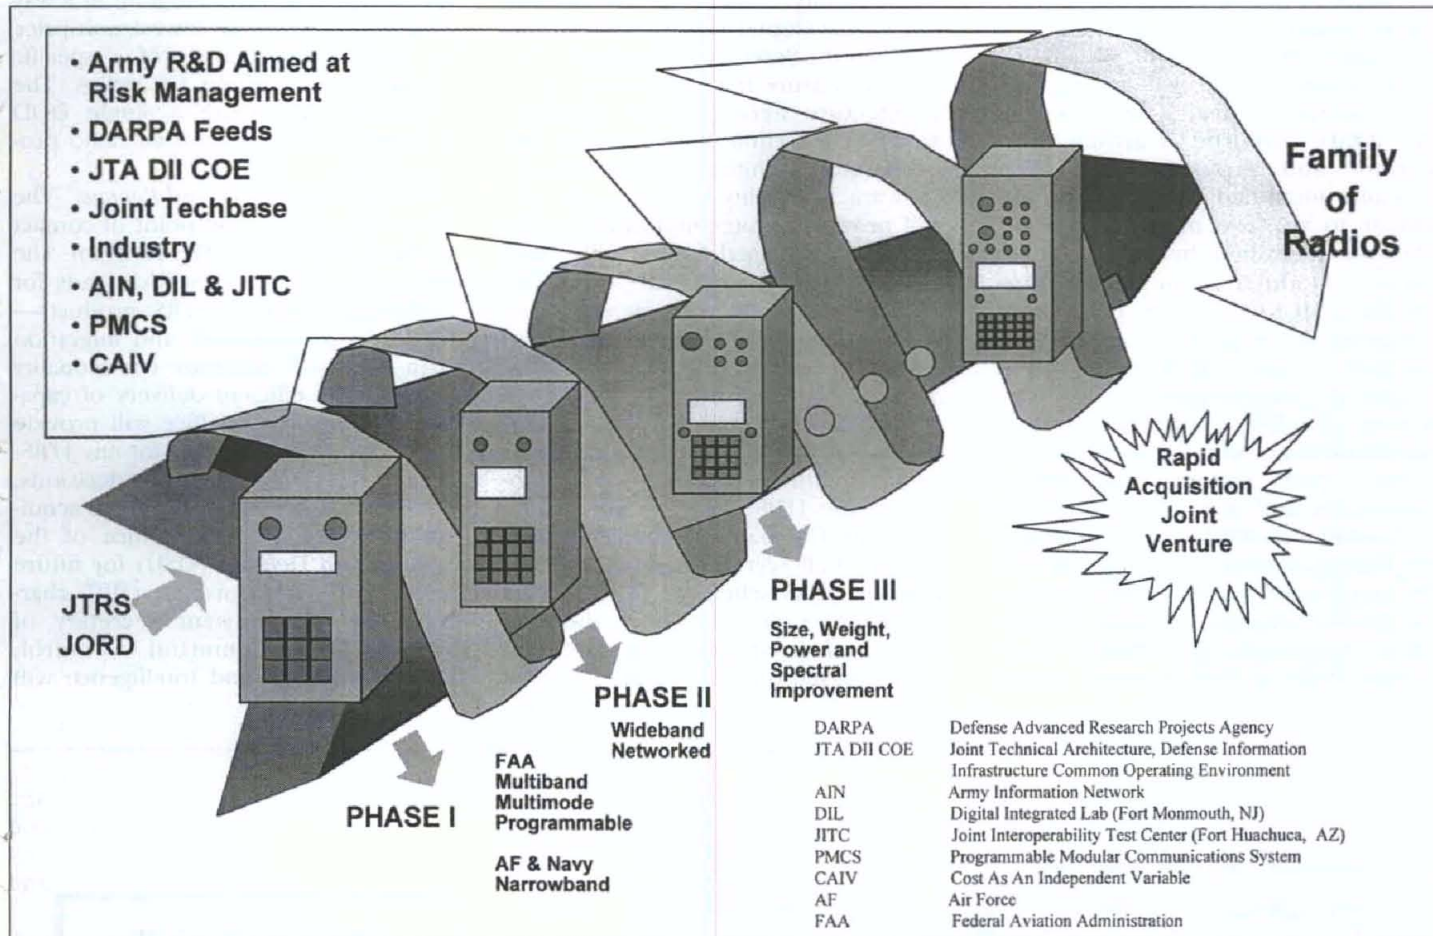 • Army R&D Aimed at
Risk Management
• DARPA Feeds
• JTA DII COE
• Joint Techbase
• Industry
• AIN, DIL & JITC
• PMCS
• CAIV
Family
of
Radios
Rapid
Acquisition
Joint
Venture
JTRS
JORD
PHASE I
FAA
Multiband
Multimode
Programmable
AF & Navy
Narrowband
PHASE II
Wideband
Networked
PHASE III
Size, Weight,
Power and
Spectral
Improvement
DARPA Defense Advanced Research Projects Agency
JTA DII COE Joint Technical Architecture, Defense Information
Infrastructure Common Operating Environment
AIN Army Information Network
DIL Digital Integrated Lab (Fort Monmouth, NJ)
JITC Joint Interoperability Test Center (Fort Huachuca, AZ)
PMCS Programmable Modular Communications System
CAIV Cost As An Independent Variable
AF Air Force
FAA Federal Aviation Administration